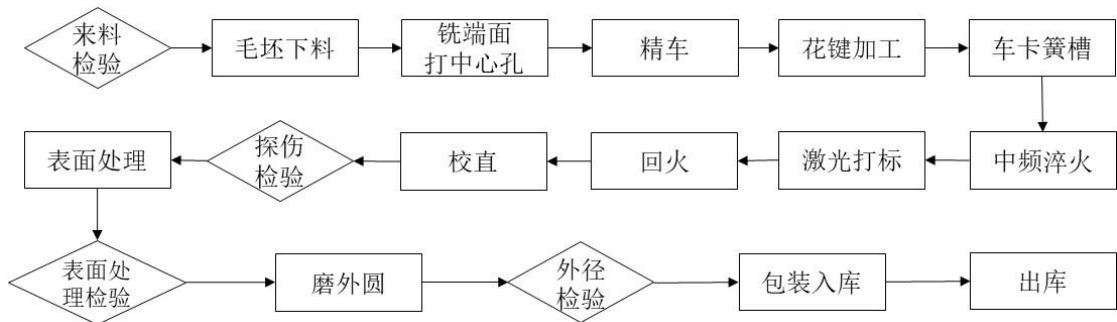 来料
检验
毛坯下料
铣端面
打中心孔
精车
花键加工
车卡簧槽
中频淬火
激光打标
回火
校直
探伤
检验
表面处理
表面处
理检验
磨外圆
外径
检验
包装入库
出库